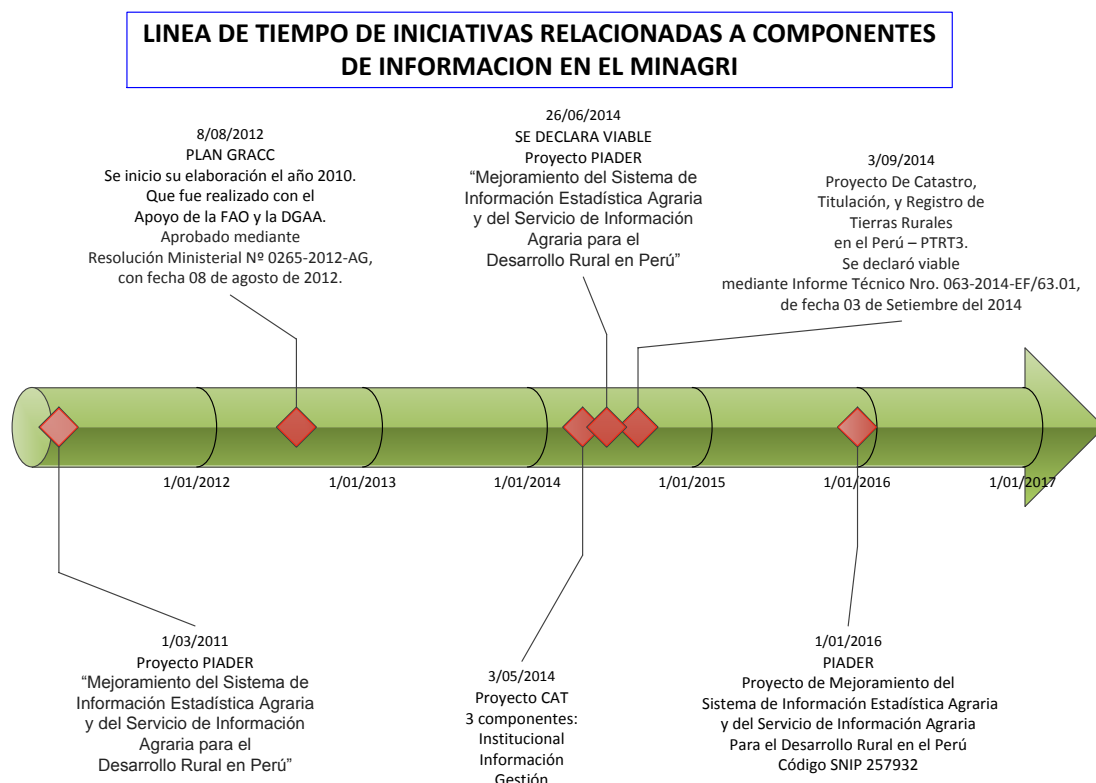 LINEA DE TIEMPO DE INICIATIVAS RELACIONADAS A COMPONENTES
DE INFORMACION EN EL MINAGRI
8/08/2012
PLAN GRACC
Se inicio su elaboración el año 2010.
Que fue realizado con el
Apoyo de la FAO y la DGAA.
Aprobado mediante
Resolución Ministerial Nº 0265-2012-AG,
con fecha 08 de agosto de 2012.
26/06/2014
SE DECLARA VIABLE
Proyecto PIADER
“Mejoramiento del Sistema de
Información Estadística Agraria
y del Servicio de Información
Agraria para el
Desarrollo Rural en Perú”
3/09/2014
Proyecto De Catastro,
Titulación, y Registro de
Tierras Rurales
en el Perú – PTRT3.
Se declaró viable
mediante Informe Técnico Nro. 063-2014-EF/63.01,
de fecha 03 de Setiembre del 2014
1/01/2012
1/01/2013
1/01/2014
1/01/2015
1/01/2016
1/01/2017
1/03/2011
Proyecto PIADER
“Mejoramiento del Sistema de
Información Estadística Agraria
y del Servicio de Información
Agraria para el
Desarrollo Rural en Perú”
3/05/2014
Proyecto CAT
3 componentes:
Institucional
Información
Gestión
1/01/2016
PIADER
Proyecto de Mejoramiento del
Sistema de Información Estadística Agraria
y del Servicio de Información Agraria
Para el Desarrollo Rural en el Perú
Código SNIP 257932